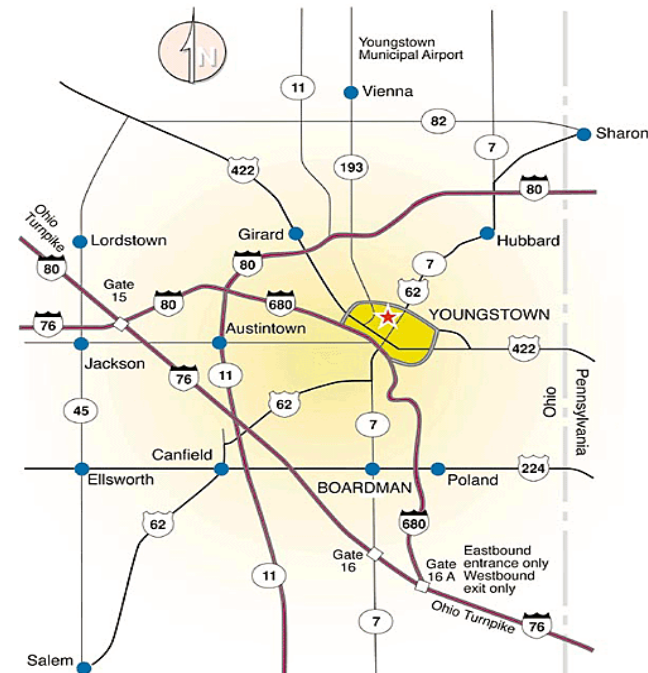 N
Youngstown
Municipal Airport
11
Vienna
82
Sharon
7
193
422
80
Ohio
Turnpike
Lordstown
Girard
Hubbard
80
80
7
Gate
15
62
80
680
YOUNGSTOWN
76
Austintown
422
Jackson
76
11
Pennsylvania
Ohio
62
45
7
Canfield
Ellsworth
BOARDMAN
Poland
224
62
680
Gate
16
Gate
16 A
Eastbound
entrance only
Westbound
exit only
11
Ohio Turnpike
7
76
Salem